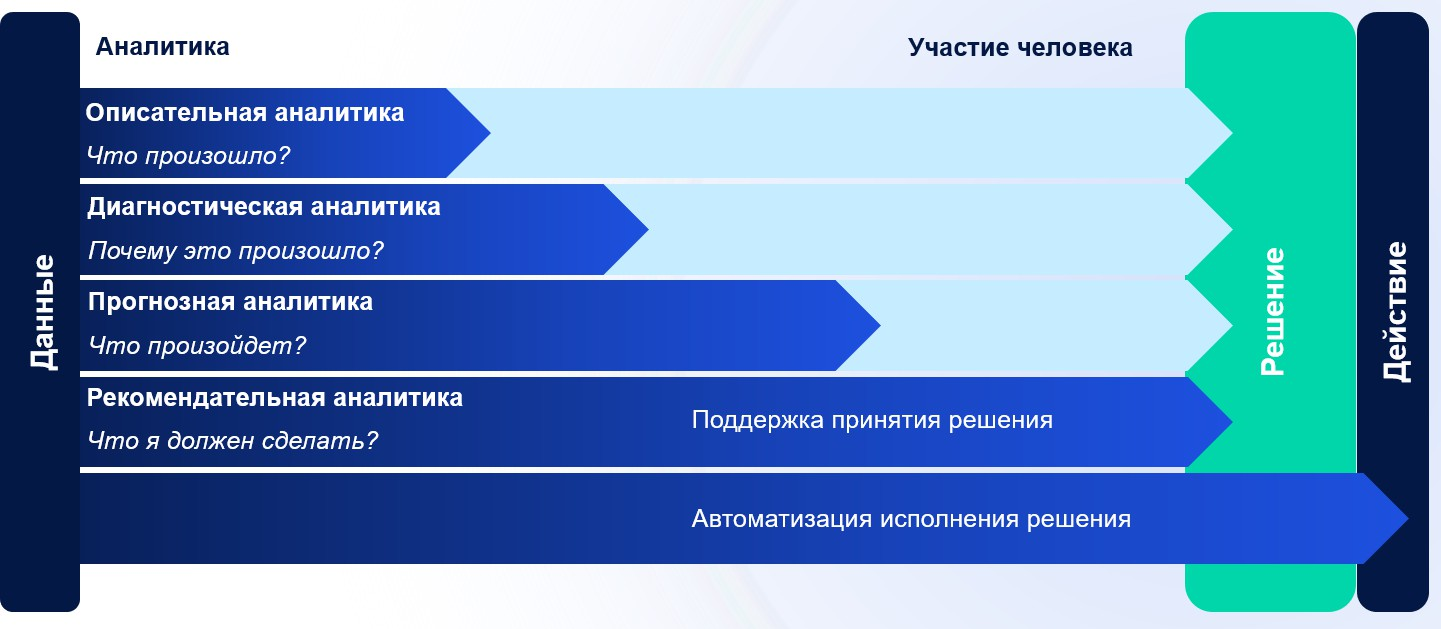 Аналитика
Участие человека
Описательная аналитика
Что произошло?
Диагностическая аналитика
Почему это произошло?
Прогнозная аналитика
Что произойдет?
Рекомендательная аналитика
Что я должен сделать?
Поддержка принятия решения
Автоматизация исполнения решения
Данные
Решение
Действие